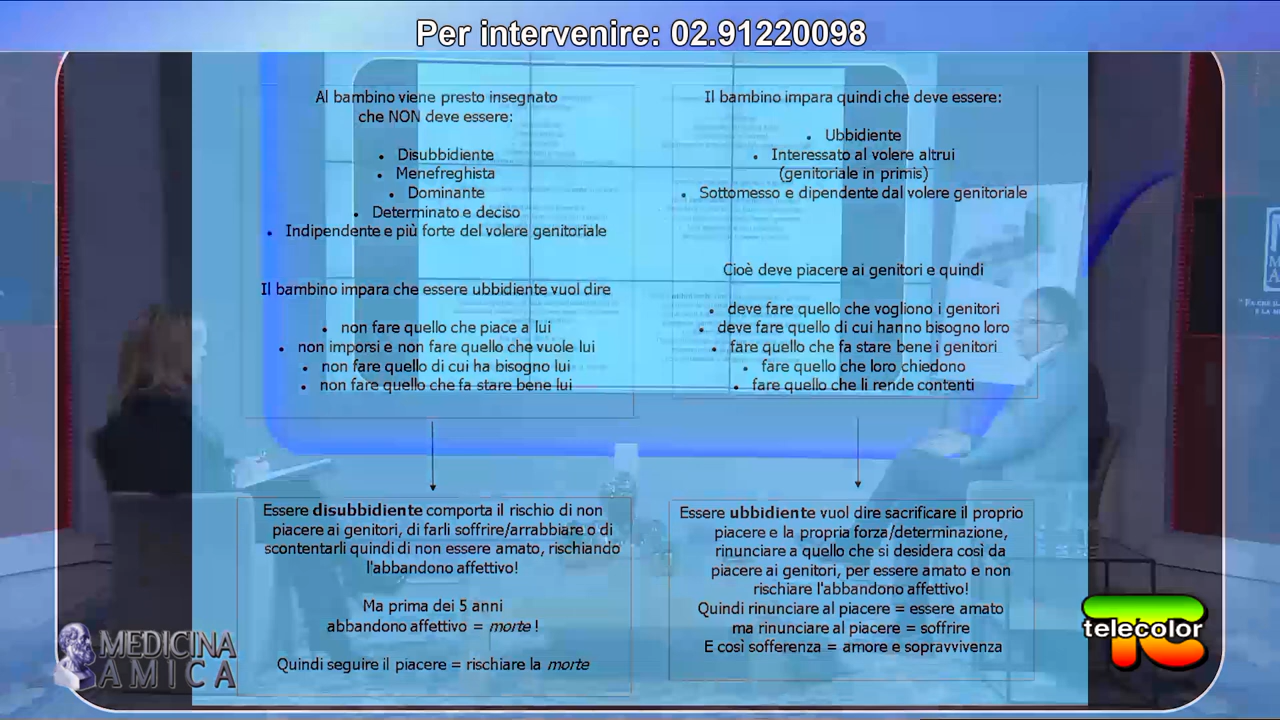 Per intervenire: 02.91220098
Al bambino viene presto insegnato
che NON deve essere:
• Disubbidiente
• Menefreghista
• Dominante
• Determinato e deciso
• Indipendente e più forte del volere genitoriale
Il bambino impara che essere ubbidiente vuol dire
• non fare quello che piace a lui
• non imporsi e non fare quello che vuole lui
• non fare quello di cui ha bisogno lui
• non fare quello che fa stare bene lui
Il bambino impara quindi che deve essere:
• Ubbidiente
• Interessato al volere altrui
(genitoriale in primis)
• Sottomesso e dipendente dal volere genitoriale
Cioè deve piacere ai genitori e quindi
• deve fare quello che vogliono i genitori
• deve fare quello di cui hanno bisogno loro
• fare quello che fa stare bene i genitori
• fare quello che loro chiedono
• fare quello che li rende contenti
Essere disubbidiente comporta il rischio di non
piacere ai genitori, di farli soffrire/arrabbiare o di
scontentarli quindi di non essere amato, rischiando
l'abbandono affettivo!
Ma prima dei 5 anni
abbandono affettivo = morte !
Quindi seguire il piacere = rischiare la morte
Essere ubbidiente vuol dire sacrificare il proprio
piacere e la propria forza/determinazione,
rinunciare a quello che si desidera così da
piacere ai genitori, per essere amato e non
rischiare l'abbandono affettivo!
Quindi rinunciare al piacere = essere amato
ma rinunciare al piacere = soffrire
E così sofferenza = amore e sopravvivenza
MEDICINA
AMICA
telecolor